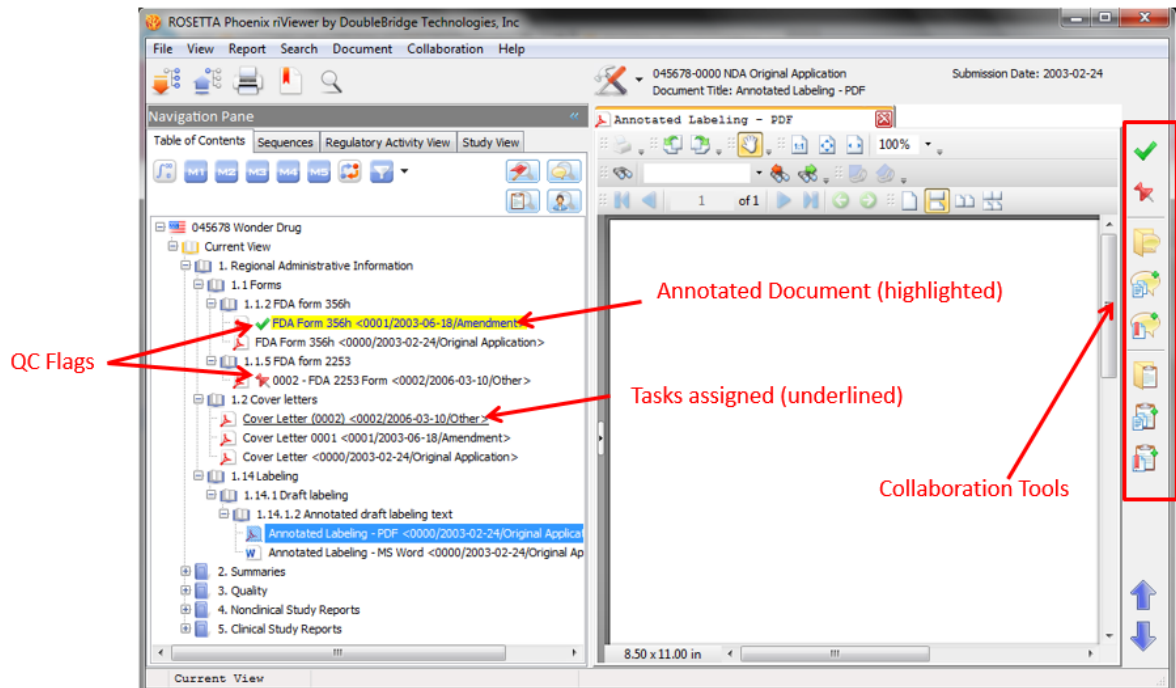 ROSETTA Phoenix riViewer by DoubleBridge Technologies, Inc
File View Report Search Document Collaboration Help
045678-0000 NDA Original Application Submission Date: 2003-02-24
Document Title: Annotated Labeling - PDF
Navigation Pane «
Annotated Labeling - PDF
Table of Contents Sequences Regulatory Activity View Study View
1:1 100%
M1 M2 M3 M4 M5
1 of 1
045678 Wonder Drug
Current View
1. Regional Administrative Information
1.1 Forms
1.1.2 FDA form 356h
FDA Form 356h <0001/2003-06-18/Amendment>
FDA Form 356h <0000/2003-02-24/Original Application>
1.1.5 FDA form 2253
0002 - FDA 2253 Form <0002/2006-03-10/Other>
1.2 Cover letters
Cover Letter (0002) <0002/2006-03-10/Other>
Cover Letter 0001 <0001/2003-06-18/Amendment>
Cover Letter <0000/2003-02-24/Original Application>
1.14 Labeling
1.14.1 Draft labeling
1.14.1.2 Annotated draft labeling text
Annotated Labeling - PDF <0000/2003-02-24/Original Applicat
W Annotated Labeling - MS Word <0000/2003-02-24/Original Ap
2. Summaries
3. Quality
4. Nonclinical Study Reports
5. Clinical Study Reports
8.50 x 11.00 in
Current View
QC Flags
Annotated Document (highlighted)
Tasks assigned (underlined)
Collaboration Tools